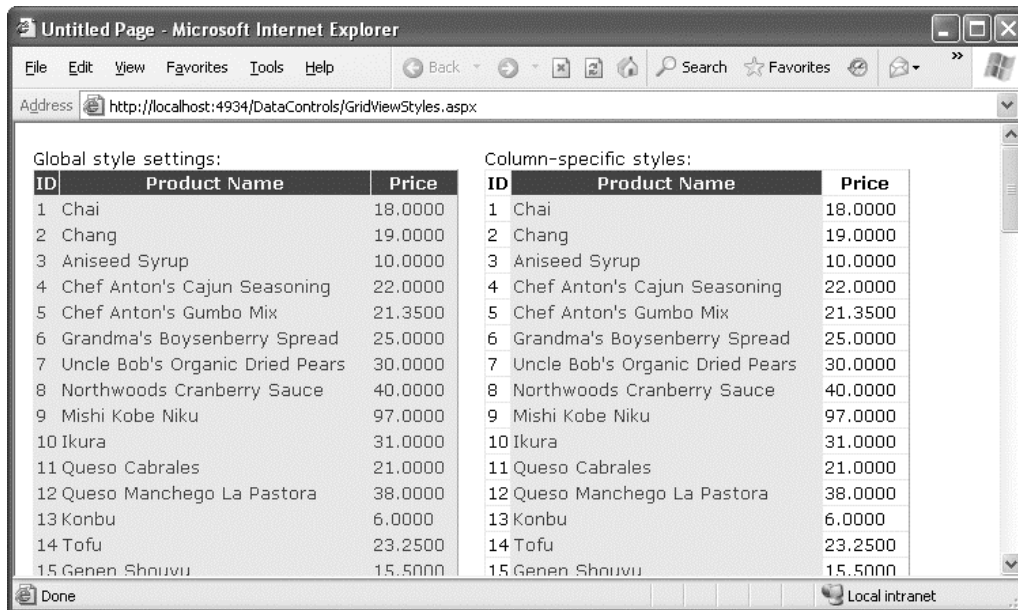 Untitled Page - Microsoft Internet Explorer
File Edit View Favorites Tools Help Back Search Favorites »
Address http://localhost:4934/DataControls/GridViewStyles.aspx
Global style settings:
ID Product Name Price
1 Chai 18.0000
2 Chang 19.0000
3 Aniseed Syrup 10.0000
4 Chef Anton's Cajun Seasoning 22.0000
5 Chef Anton's Gumbo Mix 21.3500
6 Grandma's Boysenberry Spread 25.0000
7 Uncle Bob's Organic Dried Pears 30.0000
8 Northwoods Cranberry Sauce 40.0000
9 Mishi Kobe Niku 97.0000
10 Ikura 31.0000
11 Queso Cabrales 21.0000
12 Queso Manchego La Pastora 38.0000
13 Konbu 6.0000
14 Tofu 23.2500
15 Genen Shouyu 15.5000
Column-specific styles:
ID Product Name Price
1 Chai 18.0000
2 Chang 19.0000
3 Aniseed Syrup 10.0000
4 Chef Anton's Cajun Seasoning 22.0000
5 Chef Anton's Gumbo Mix 21.3500
6 Grandma's Boysenberry Spread 25.0000
7 Uncle Bob's Organic Dried Pears 30.0000
8 Northwoods Cranberry Sauce 40.0000
9 Mishi Kobe Niku 97.0000
10 Ikura 31.0000
11 Queso Cabrales 21.0000
12 Queso Manchego La Pastora 38.0000
13 Konbu 6.0000
14 Tofu 23.2500
15 Genen Shouyu 15.5000
Done Local intranet